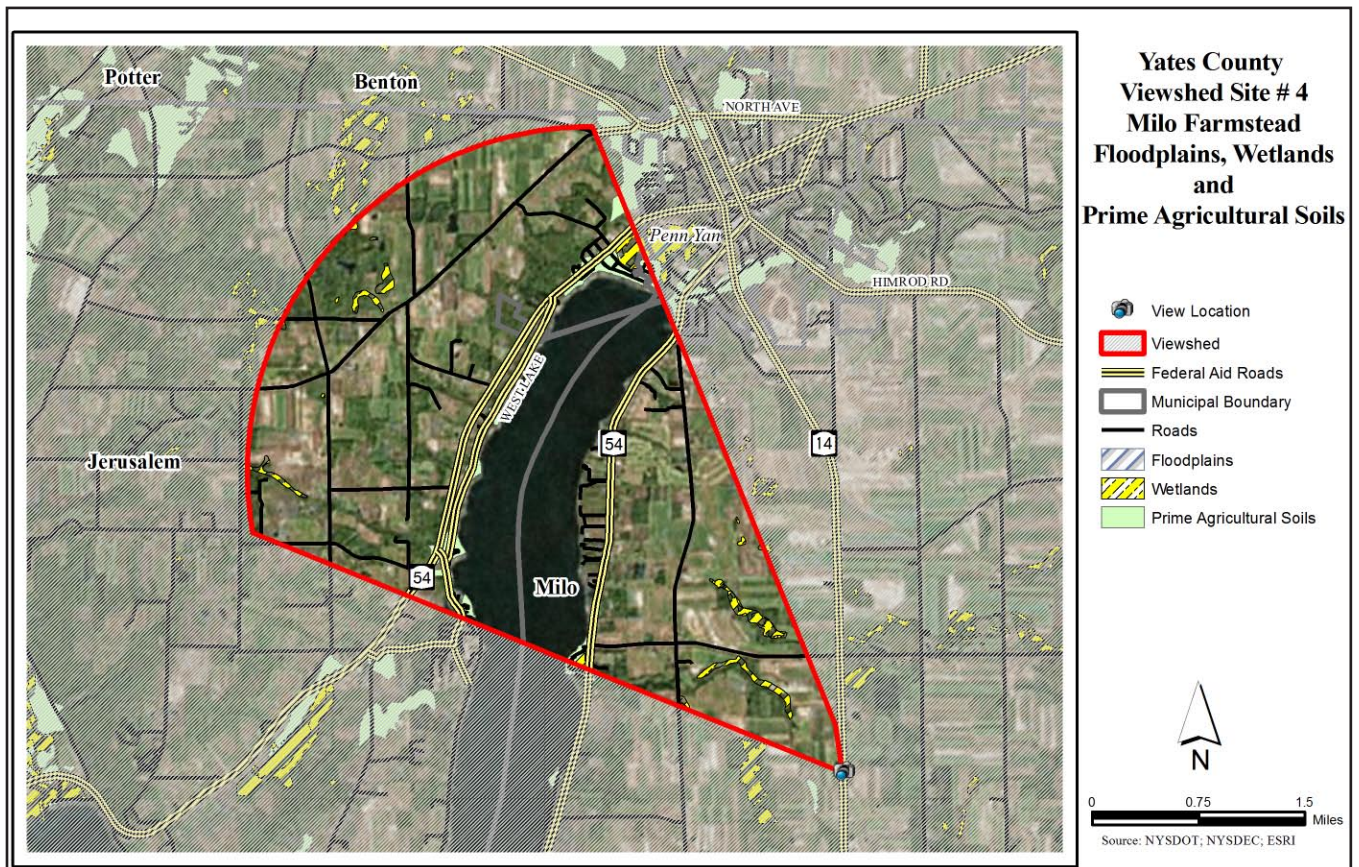 Yates County
Viewshed Site # 4
Milo Farmstead
Floodplains, Wetlands
and
Prime Agricultural Soils
Potter
Benton
NORTH AVE
Penn Yan
HIMROD RD
WEST LAKE
54
14
Jerusalem
54
Milo
View Location
Viewshed
Federal Aid Roads
Municipal Boundary
Roads
Floodplains
Wetlands
Prime Agricultural Soils
N
0 0.75 1.5
Miles
Source: NYSDOT; NYSDEC; ESRI